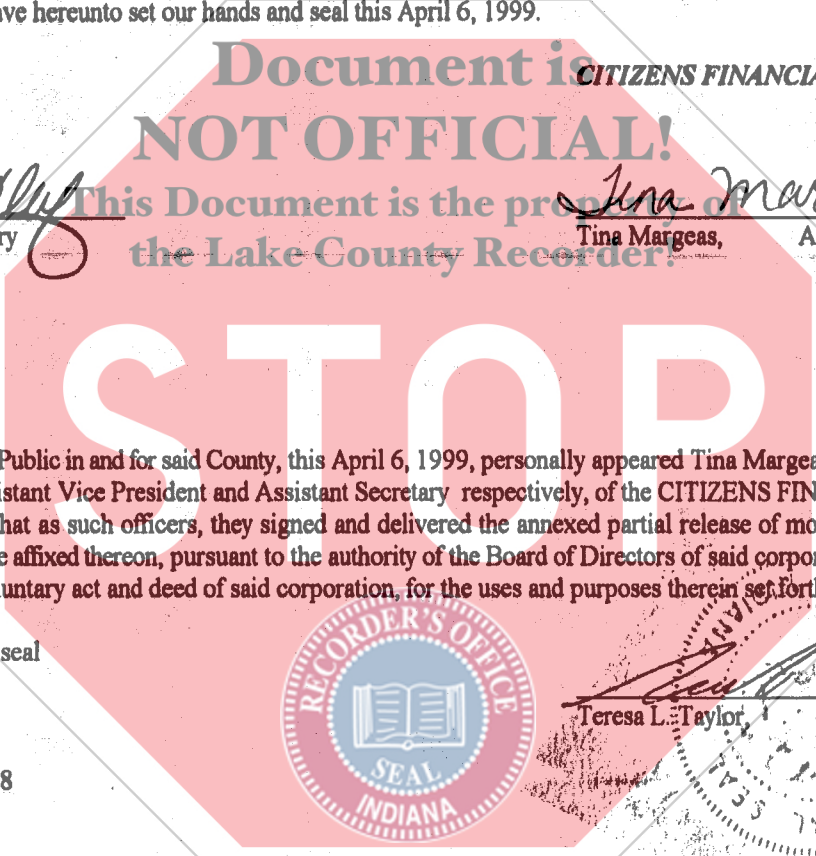 ve hereunto set our hands and seal this April 6, 1999.
Document is
CITIZENS FINANCIA
NOT OFFICIAL!
This Document is the property of
Tina Mar
ry
Tina Margeas, A
the Lake County Recorder!
STOP
Public in and for said County, this April 6, 1999, personally appeared Tina Margea
istant Vice President and Assistant Secretary respectively, of the CITIZENS FIN
hat as such officers, they signed and delivered the annexed partial release of mo
e affixed thereon, pursuant to the authority of the Board of Directors of said corpor
untary act and deed of said corporation, for the uses and purposes therein set forth
seal
RECORDER'S OFFICE
SEAL
INDIANA
Teresa L. Taylor,
8
SEAL